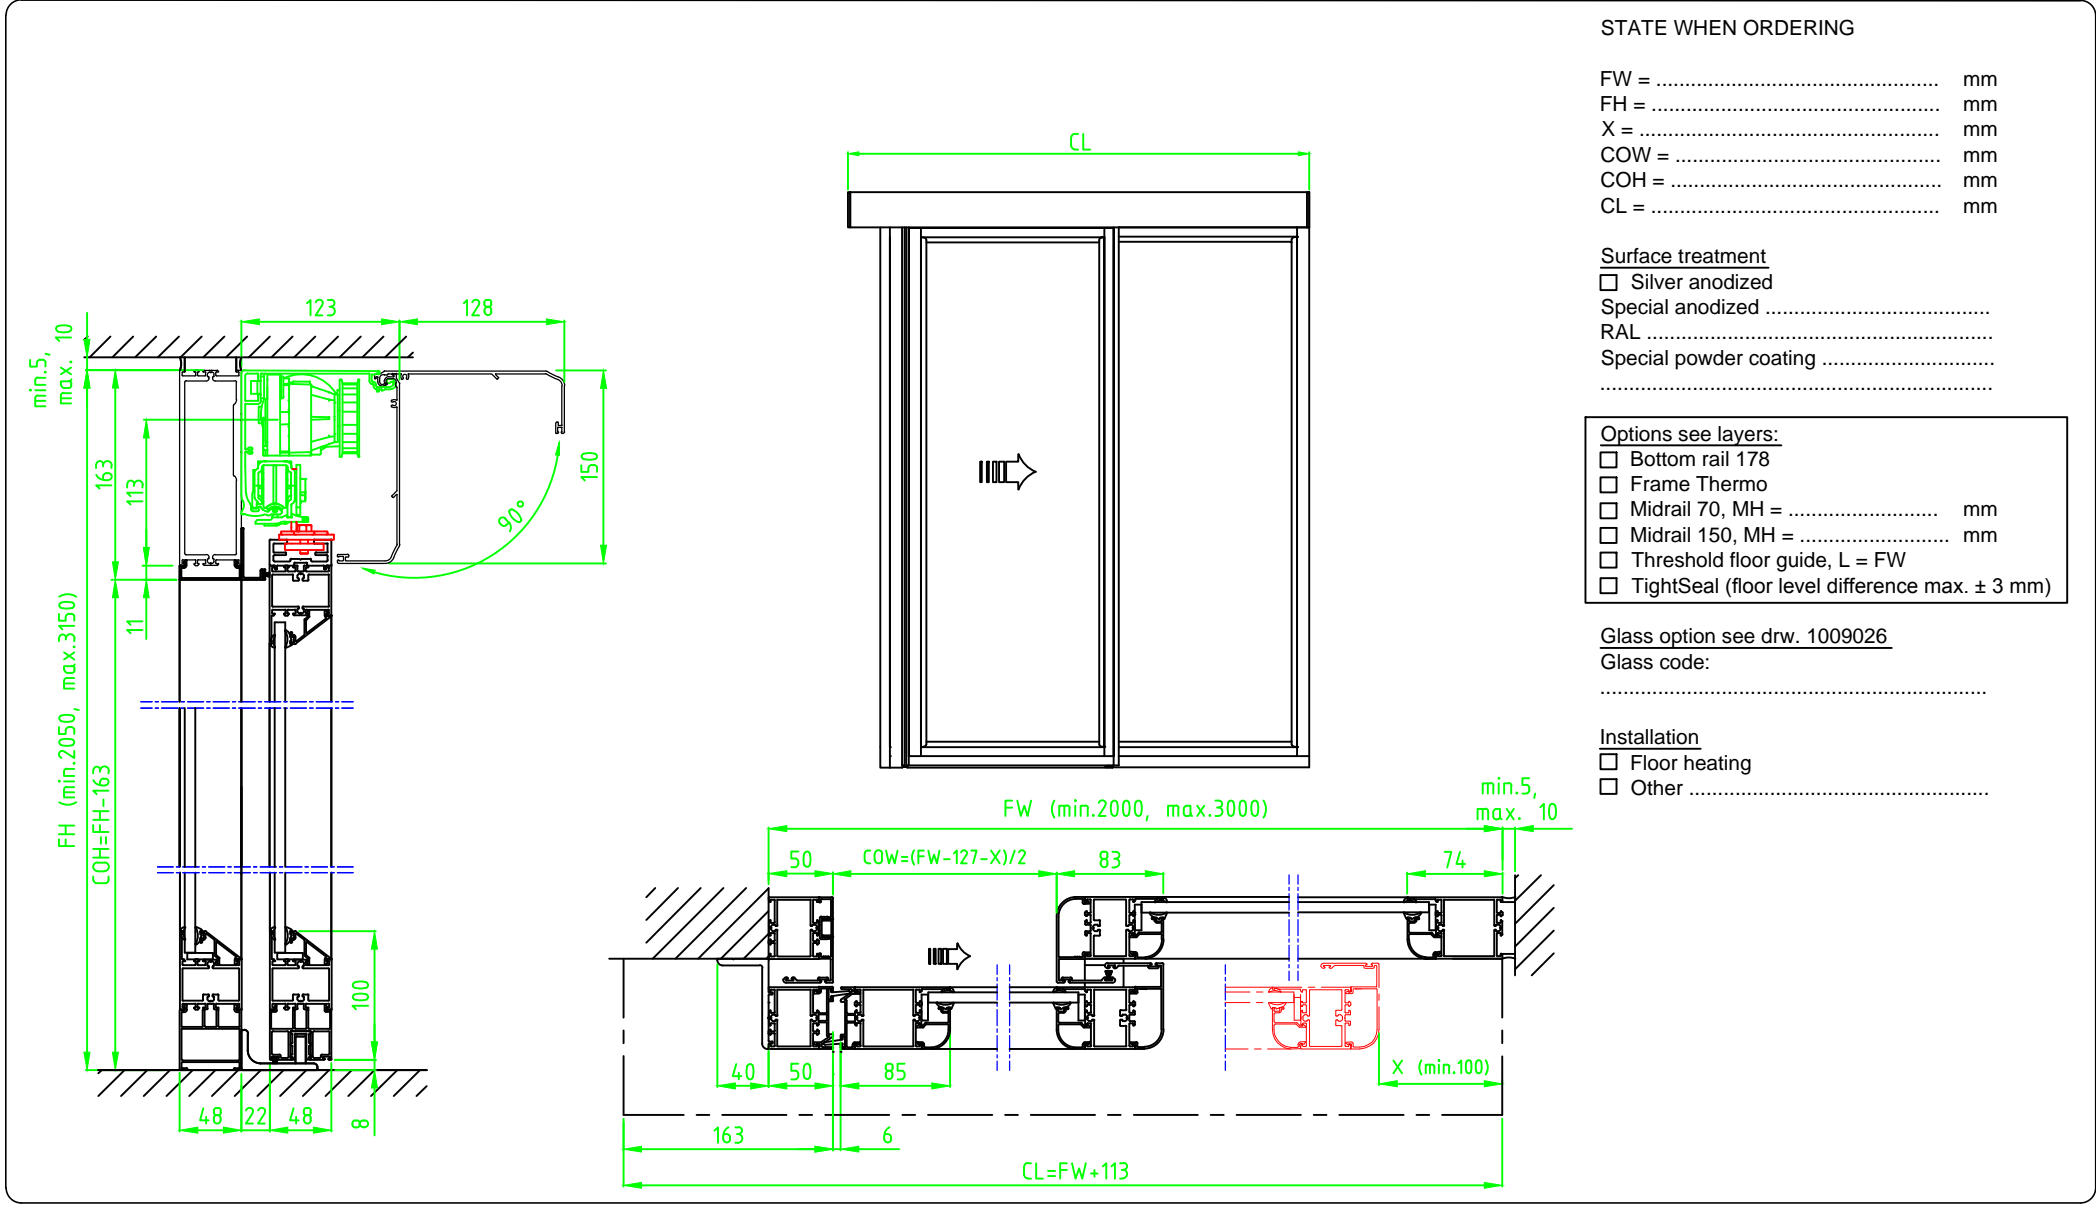 STATE WHEN ORDERING
FW = ................................................. mm
FH = .................................................. mm
X = .................................................... mm
COW = .............................................. mm
COH = ............................................... mm
CL = .................................................. mm
Surface treatment
☐ Silver anodized
Special anodized .......................................
RAL ............................................................
Special powder coating ..............................
....................................................................
Options see layers:
☐ Bottom rail 178
☐ Frame Thermo
☐ Midrail 70, MH = .......................... mm
☐ Midrail 150, MH = .......................... mm
☐ Threshold floor guide, L = FW
☐ TightSeal (floor level difference max. ± 3 mm)
Glass option see drw. 1009026
Glass code:
...................................................................
Installation
☐ Floor heating
☐ Other ....................................................
CL
123
128
min.5,
max. 10
163
113
11
150
90°
FH (min.2050, max.3150)
COH=FH-163
100
48
22
48
8
FW (min.2000, max.3000)
min.5,
max. 10
50
COW=(FW-127-X)/2
83
74
40
50
85
X (min.100)
163
6
CL=FW+113